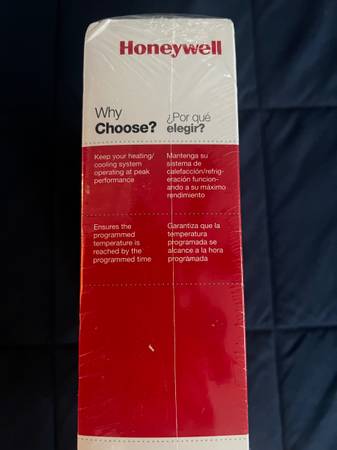 Honeywell
Why
Choose?
¿Por qué
elegir?
Keep your heating/
cooling system
operating at peak
performance
Mantenga su
sistema de
calefacción/refrig-
eración funcion-
ando a su máximo
rendimiento
Ensures the
programmed
temperature is
reached by the
programmed time
Garantiza que la
temperatura
programada se
alcance a la hora
programada